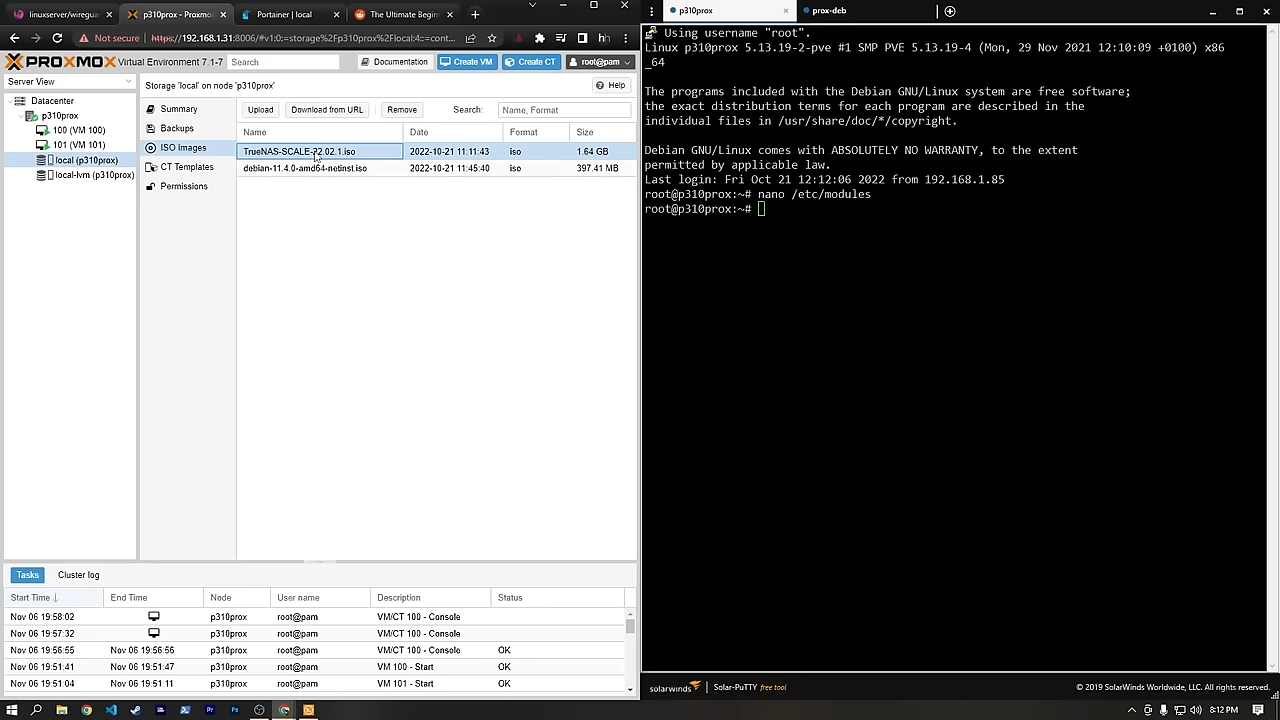 linuxserver/wiregua
p310prox - Proxmo
Portainer | local
The Ultimate Begin
Not secure
https://192.168.1.31:8006/#v1:0:=storage%2Fp310prox%2Flocal:4:=cont...
PROXMOX Virtual Environment 7.1-7
Search
Documentation
Create VM
Create CT
root@pam
Server View
Storage 'local' on node 'p310prox'
Help
Datacenter
p310prox
100 (VM 100)
101 (VM 101)
local (p310prox)
local-lvm (p310prox)
Summary
Backups
ISO Images
CT Templates
Permissions
Upload
Download from URL
Remove
Search:
Name, Format
Name Date Format Size
TrueNAS-SCALE-22.02.1.iso 2022-10-21 11:11:43 iso 1.64 GB
debian-11.4.0-amd64-netinst.iso 2022-10-21 11:45:40 iso 397.41 MB
Tasks
Cluster log
Start Time End Time Node User name Description Status
Nov 06 19:58:02 p310prox root@pam VM/CT 100 - Console
Nov 06 19:57:32 p310prox root@pam VM/CT 100 - Console
Nov 06 19:56:55 Nov 06 19:56:56 p310prox root@pam VM/CT 100 - Console OK
Nov 06 19:51:41 Nov 06 19:51:47 p310prox root@pam VM 100 - Start OK
Nov 06 19:51:04 Nov 06 19:51:11 p310prox root@pam VM 101 - Start OK
p310prox
prox-deb
Using username "root".
Linux p310prox 5.13.19-2-pve #1 SMP PVE 5.13.19-4 (Mon, 29 Nov 2021 12:10:09 +0100) x86
_64
The programs included with the Debian GNU/Linux system are free software;
the exact distribution terms for each program are described in the
individual files in /usr/share/doc/*/copyright.
Debian GNU/Linux comes with ABSOLUTELY NO WARRANTY, to the extent
permitted by applicable law.
Last login: Fri Oct 21 12:12:06 2022 from 192.168.1.85
root@p310prox:~# nano /etc/modules
root@p310prox:~#
solarwinds
Solar-PuTTY free tool
© 2019 SolarWinds Worldwide, LLC. All rights reserved.
8:12 PM